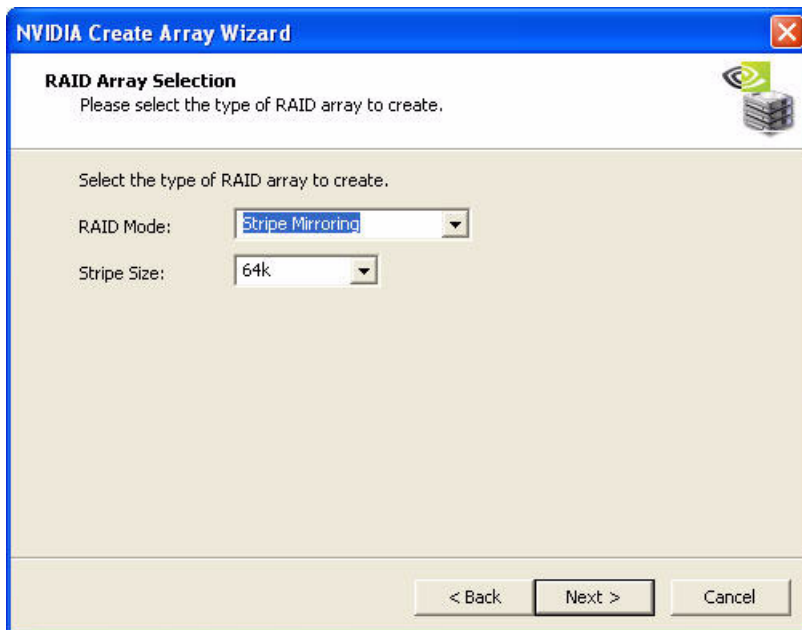 NVIDIA Create Array Wizard
RAID Array Selection
Please select the type of RAID array to create.
Select the type of RAID array to create.
RAID Mode: Stripe Mirroring
Stripe Size: 64k
< Back Next > Cancel